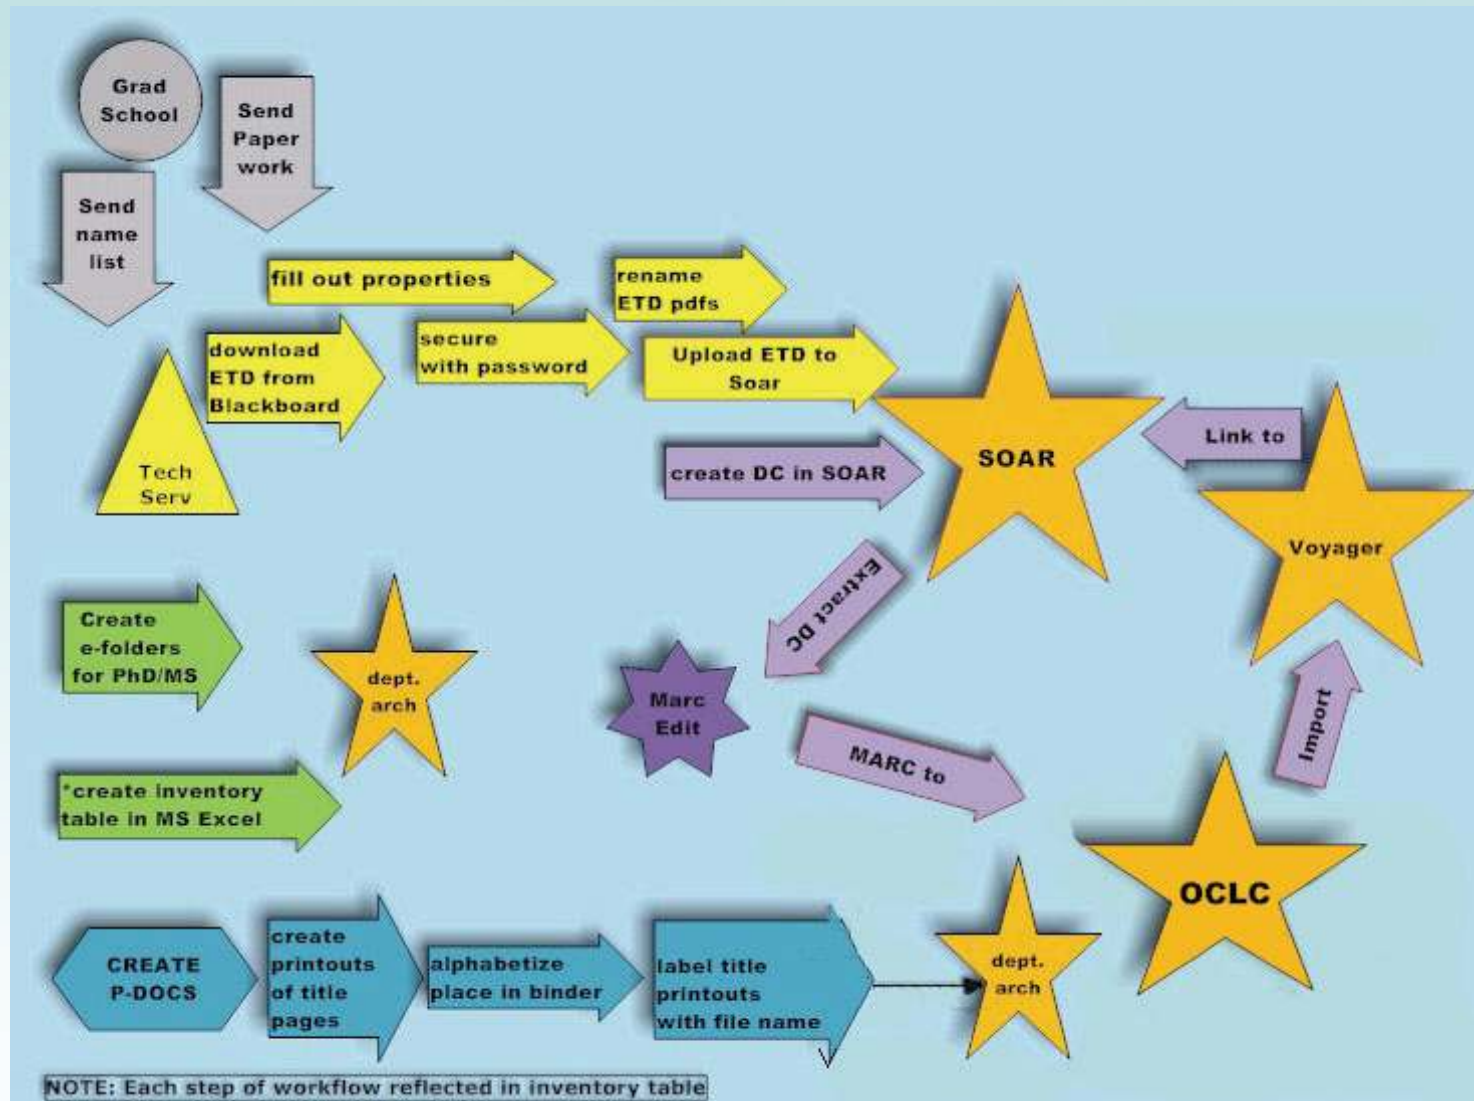 Grad
School
Send
Paper
work
Send
name
list
fill out properties
rename
ETD pdfs
download
ETD from
Blackboard
secure
with password
Upload ETD to
Soar
Tech
Serv
create DC in SOAR
SOAR
Link to
Voyager
Extract DC
Create
e-folders
for PhD/MS
dept.
arch
Marc
Edit
MARC to
Import
*create inventory
table in MS Excel
OCLC
CREATE
P-DOCS
create
printouts
of title
pages
alphabetize
place in binder
label title
printouts
with file name
dept.
arch
NOTE: Each step of workflow reflected in inventory table